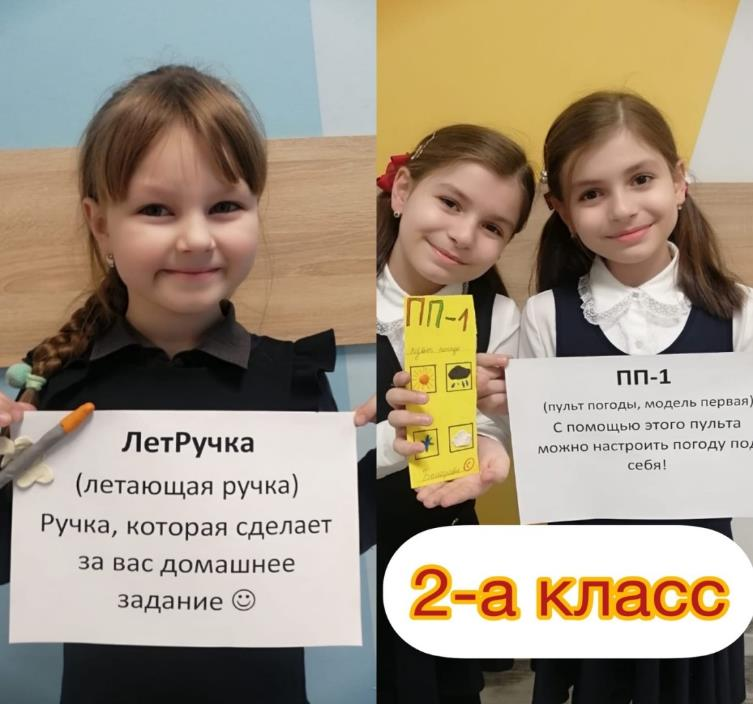 ЛетРучка
(летающая ручка)
Ручка, которая сделает
за вас домашнее
задание ☺
ПП-1
пульт погоды
ПП-1
(пульт погоды, модель первая)
С помощью этого пульта
можно настроить погоду под
себя!
2-а класс